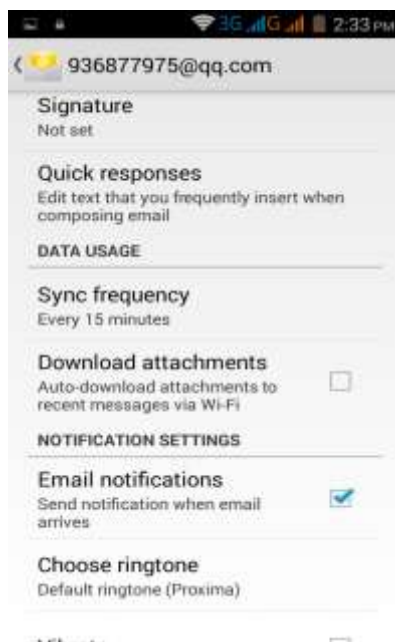 3G G 2:33 PM
936877975@qq.com
Signature
Not set
Quick responses
Edit text that you frequently insert when
composing email
DATA USAGE
Sync frequency
Every 15 minutes
Download attachments
Auto-download attachments to
recent messages via Wi-Fi
NOTIFICATION SETTINGS
Email notifications
Send notification when email
arrives
Choose ringtone
Default ringtone (Proxima)